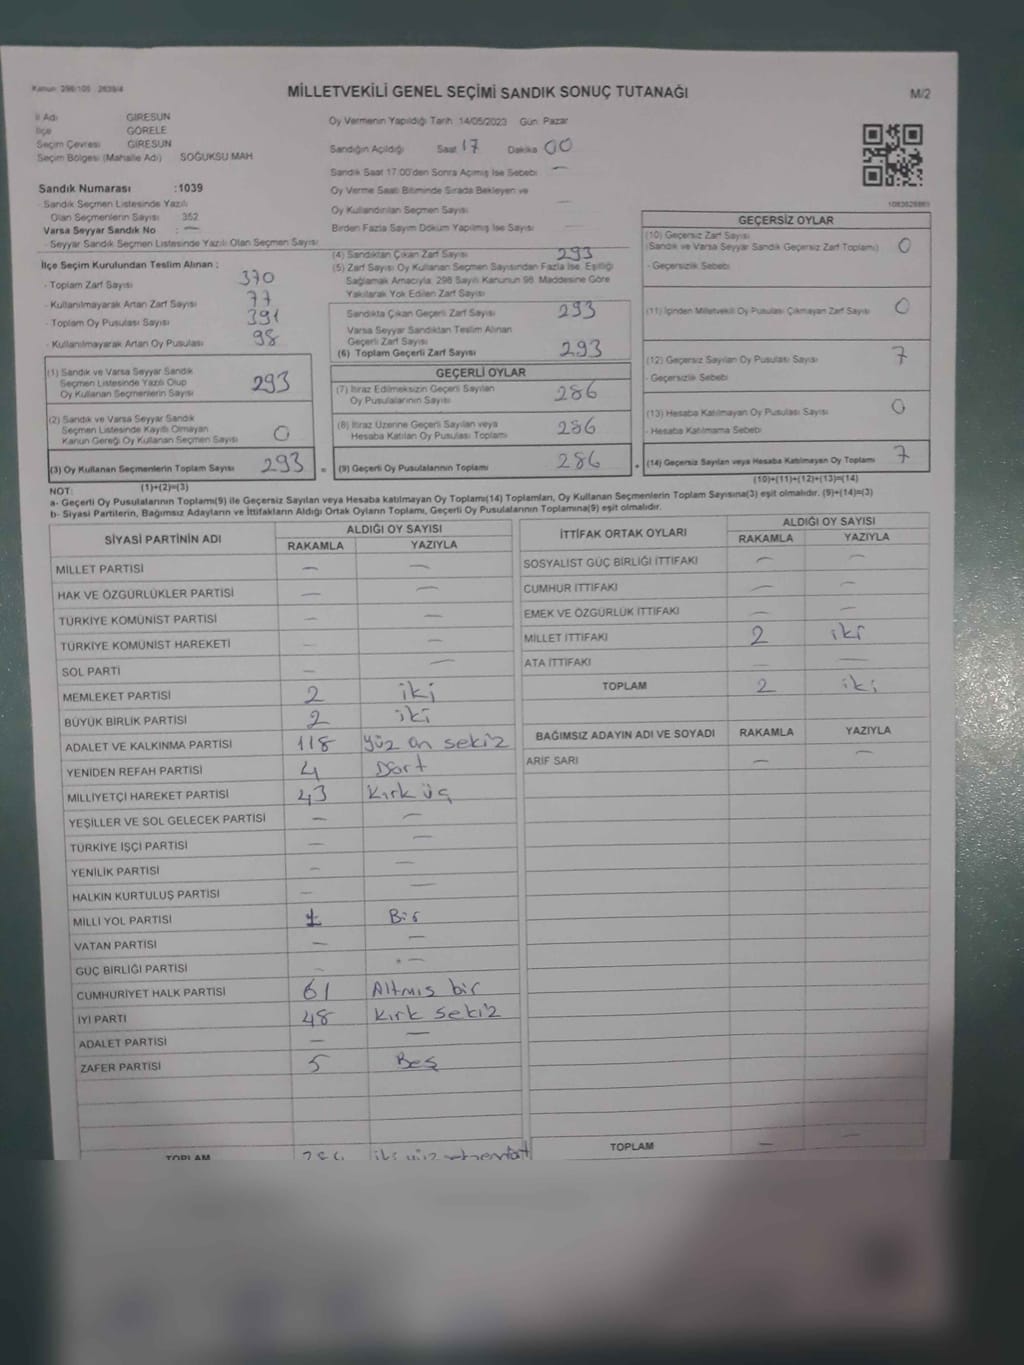 Kanun: 298/105 2839/4
MİLLETVEKİLİ GENEL SEÇİMİ SANDIK SONUÇ TUTANAĞI
M/2
İl Adı GİRESUN
İlçe GÖRELE
Seçim Çevresi GİRESUN
Seçim Bölgesi (Mahalle Adı) SOĞUKSU MAH
Sandık Numarası :1039
- Sandık Seçmen Listesinde Yazılı
Olan Seçmenlerin Sayısı 352
Varsa Seyyar Sandık No : —
- Seyyar Sandık Seçmen Listesinde Yazılı Olan Seçmen Sayısı
Oy Vermenin Yapıldığı Tarih: 14/05/2023 Gün: Pazar
Sandığın Açıldığı Saat 17 Dakika 00
Sandık Saat 17.00'den Sonra Açılmış İse Sebebi —
Oy Verme Saati Bitiminde Sırada Bekleyen ve
Oy Kullandırılan Seçmen Sayısı —
Birden Fazla Sayım Döküm Yapılmış İse Sayısı —
İlçe Seçim Kurulundan Teslim Alınan :
- Toplam Zarf Sayısı 370
- Kullanılmayarak Artan Zarf Sayısı 77
- Toplam Oy Pusulası Sayısı 391
- Kullanılmayarak Artan Oy Pusulası 98
(1) Sandık ve Varsa Seyyar Sandık
Seçmen Listesinde Yazılı Olup
Oy Kullanan Seçmenlerin Sayısı 293
(2) Sandık ve Varsa Seyyar Sandık
Seçmen Listesinde Kayıtlı Olmayan
Kanun Gereği Oy Kullanan Seçmen Sayısı 0
(3) Oy Kullanan Seçmenlerin Toplam Sayısı 293 =
(1)+(2)=(3)
(4) Sandıktan Çıkan Zarf Sayısı 293
(5) Zarf Sayısı Oy Kullanan Seçmen Sayısından Fazla İse, Eşitliği
Sağlamak Amacıyla, 298 Sayılı Kanunun 98. Maddesine Göre
Yakılarak Yok Edilen Zarf Sayısı
Sandıkta Çıkan Geçerli Zarf Sayısı 293
Varsa Seyyar Sandıktan Teslim Alınan
Geçerli Zarf Sayısı
(6) Toplam Geçerli Zarf Sayısı 293
GEÇERLİ OYLAR
(7) İtiraz Edilmeksizin Geçerli Sayılan
Oy Pusulalarının Sayısı 286
(8) İtiraz Üzerine Geçerli Sayılan veya
Hesaba Katılan Oy Pusulası Toplamı 286
(9) Geçerli Oy Pusulalarının Toplamı 286 +
GEÇERSİZ OYLAR
(10) Geçersiz Zarf Sayısı
(Sandık ve Varsa Seyyar Sandık Geçersiz Zarf Toplamı) 0
- Geçersizlik Sebebi
(11) İçinden Milletvekili Oy Pusulası Çıkmayan Zarf Sayısı 0
(12) Geçersiz Sayılan Oy Pusulası Sayısı 7
- Geçersizlik Sebebi
(13) Hesaba Katılmayan Oy Pusulası Sayısı 0
- Hesaba Katılmama Sebebi
(14) Geçersiz Sayılan veya Hesaba Katılmayan Oy Toplamı 7
(10)+(11)+(12)+(13)=(14)
NOT:
a- Geçerli Oy Pusulalarının Toplamı(9) ile Geçersiz Sayılan veya Hesaba katılmayan Oy Toplamı(14) Toplamları, Oy Kullanan Seçmenlerin Toplam Sayısına(3) eşit olmalıdır. (9)+(14)=(3)
b- Siyasi Partilerin, Bağımsız Adayların ve İttifakların Aldığı Ortak Oyların Toplamı, Geçerli Oy Pusulalarının Toplamına(9) eşit olmalıdır.
SİYASİ PARTİNİN ADI ALDIĞI OY SAYISI
RAKAMLA YAZIYLA
MİLLET PARTİSİ — —
HAK VE ÖZGÜRLÜKLER PARTİSİ — —
TÜRKİYE KOMÜNİST PARTİSİ — —
TÜRKİYE KOMÜNİST HAREKETİ — —
SOL PARTİ — —
MEMLEKET PARTİSİ 2 iki
BÜYÜK BİRLİK PARTİSİ 2 iki
ADALET VE KALKINMA PARTİSİ 118 yüz on sekiz
YENİDEN REFAH PARTİSİ 4 Dört
MİLLİYETÇİ HAREKET PARTİSİ 43 Kırk üç
YEŞİLLER VE SOL GELECEK PARTİSİ — —
TÜRKİYE İŞÇİ PARTİSİ — —
YENİLİK PARTİSİ — —
HALKIN KURTULUŞ PARTİSİ — —
MİLLİ YOL PARTİSİ 1 Bir
VATAN PARTİSİ — —
GÜÇ BİRLİĞİ PARTİSİ — —
CUMHURİYET HALK PARTİSİ 61 Altmış bir
İYİ PARTİ 48 Kırk sekiz
ADALET PARTİSİ — —
ZAFER PARTİSİ 5 Beş
TOPLAM
İTTİFAK ORTAK OYLARI ALDIĞI OY SAYISI
RAKAMLA YAZIYLA
SOSYALİST GÜÇ BİRLİĞİ İTTİFAKI — —
CUMHUR İTTİFAKI — —
EMEK VE ÖZGÜRLÜK İTTİFAKI — —
MİLLET İTTİFAKI 2 iki
ATA İTTİFAKI — —
TOPLAM 2 iki
BAĞIMSIZ ADAYIN ADI VE SOYADI RAKAMLA YAZIYLA
ARİF SARI — —
TOPLAM — —